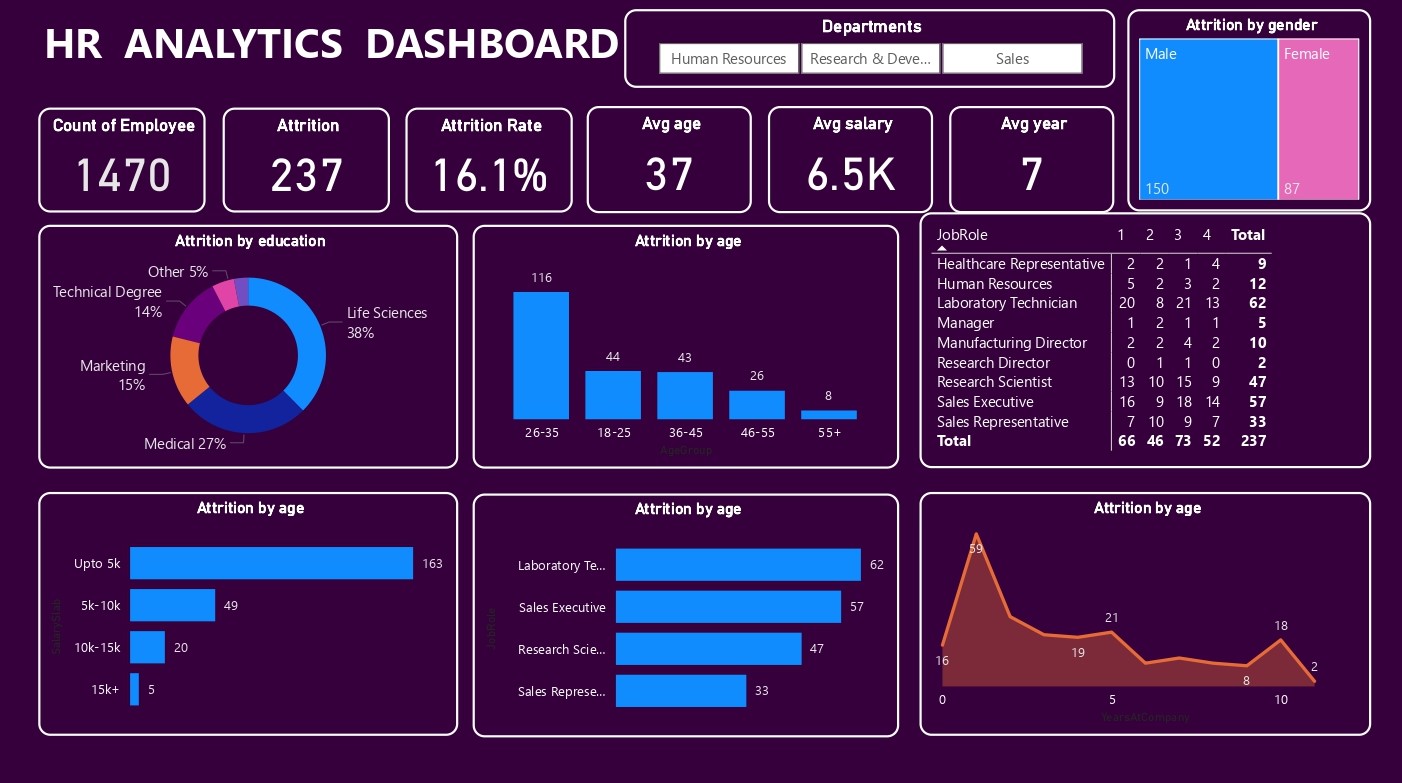 HR ANALYTICS DASHBOARD
Departments
Human Resources
Research & Deve...
Sales
Attrition by gender
Male
Female
150
87
Count of Employee
1470
Attrition
237
Attrition Rate
16.1%
Avg age
37
Avg salary
6.5K
Avg year
7
Attrition by education
Other 5%
Technical Degree
14%
Life Sciences
38%
Marketing
15%
Medical 27%
Attrition by age
116
44
43
26
8
26-35 18-25 36-45 46-55 55+
AgeGroup
JobRole 1 2 3 4 Total
Healthcare Representative 2 2 1 4 9
Human Resources 5 2 3 2 12
Laboratory Technician 20 8 21 13 62
Manager 1 2 1 1 5
Manufacturing Director 2 2 4 2 10
Research Director 0 1 1 0 2
Research Scientist 13 10 15 9 47
Sales Executive 16 9 18 14 57
Sales Representative 7 10 9 7 33
Total 66 46 73 52 237
Attrition by age
SalarySlab
Upto 5k 163
5k-10k 49
10k-15k 20
15k+ 5
Attrition by age
JobRole
Laboratory Te... 62
Sales Executive 57
Research Scie... 47
Sales Represe... 33
Attrition by age
59
16
19
21
8
18
2
0 5 10
YearsAtCompany